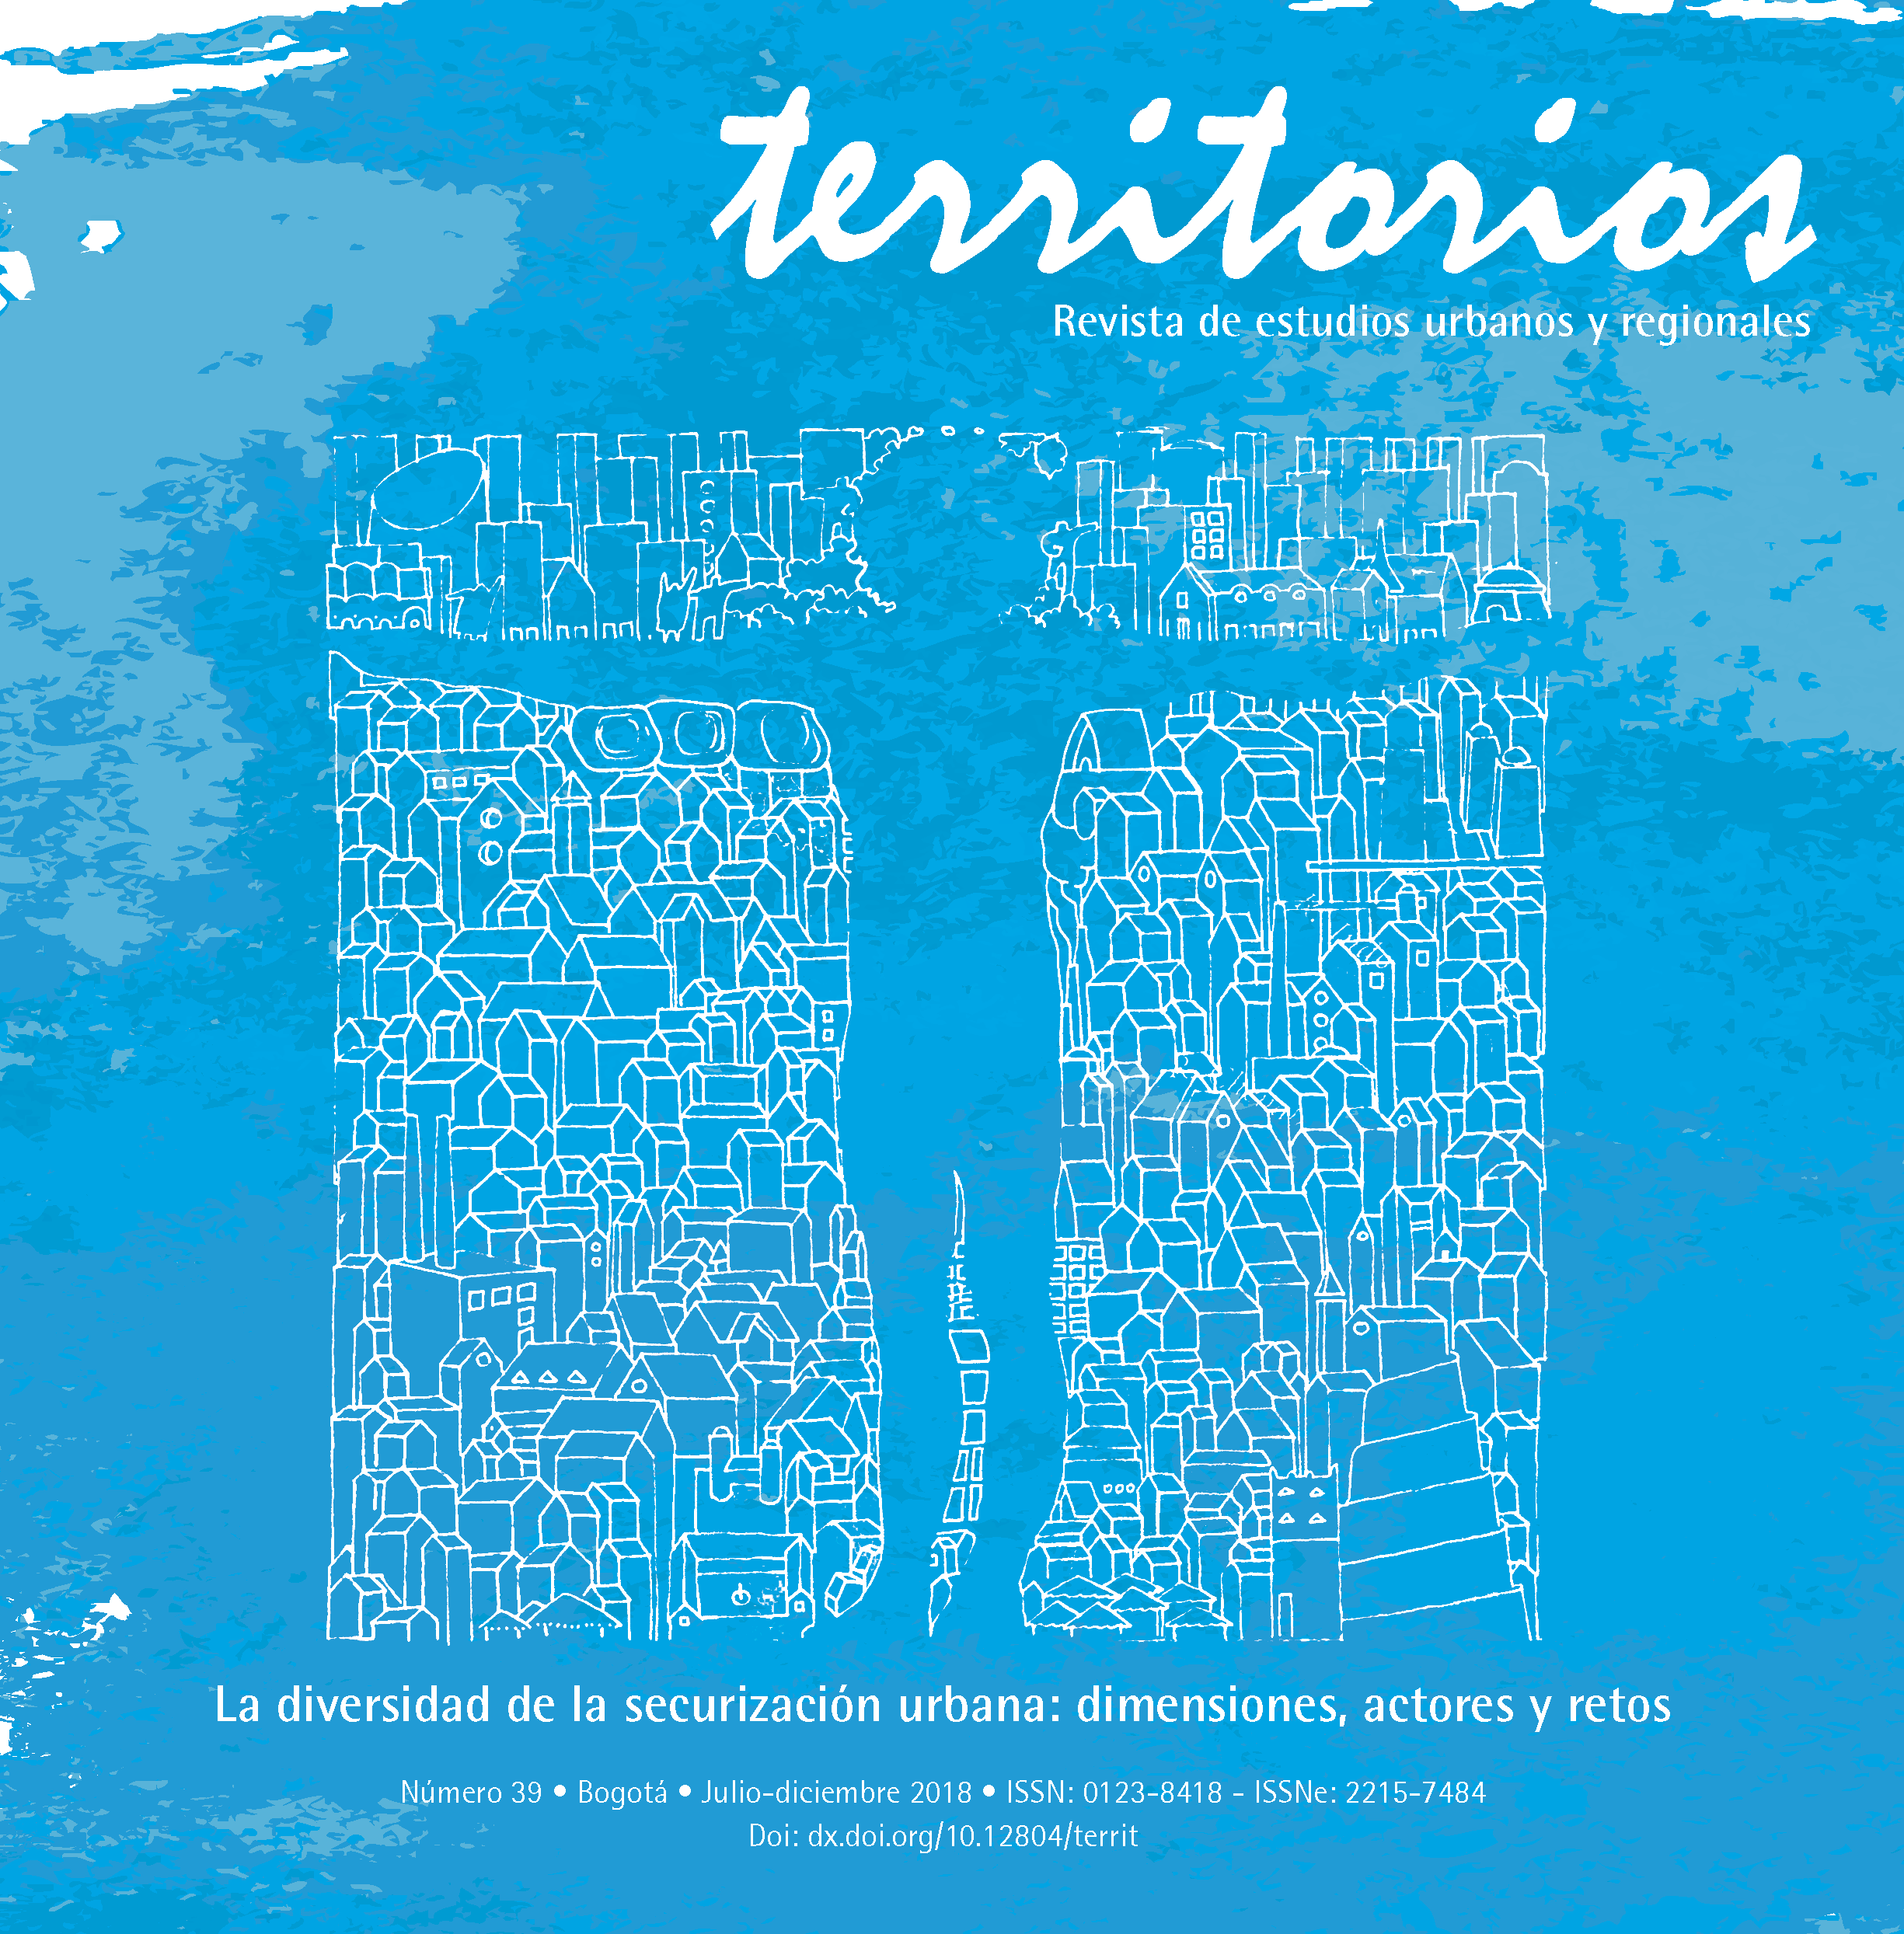 territorios
Revista de estudios urbanos y regionales
La diversidad de la securización urbana: dimensiones, actores y retos
Número 39 • Bogotá • Julio-diciembre 2018 • ISSN: 0123-8418 - ISSNe: 2215-7484
Doi: dx.doi.org/10.12804/territ